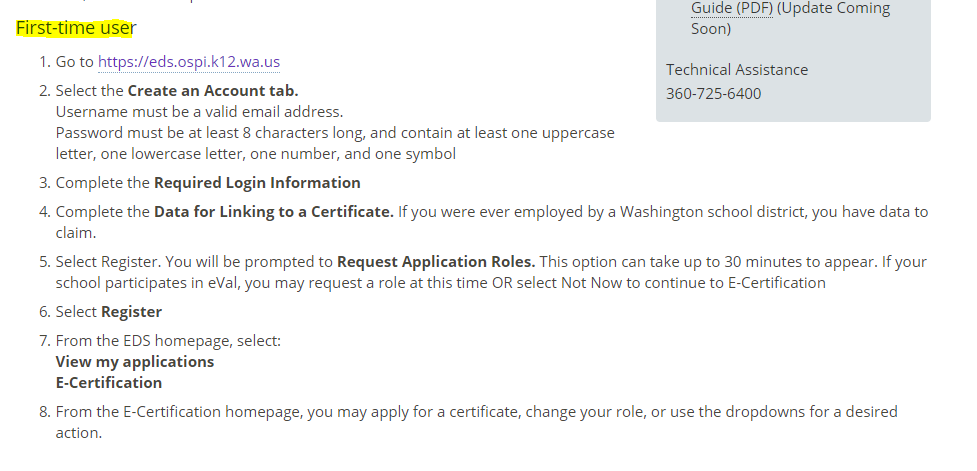 First-time user
1. Go to https://eds.ospi.k12.wa.us
2. Select the Create an Account tab.
Username must be a valid email address.
Password must be at least 8 characters long, and contain at least one uppercase
letter, one lowercase letter, one number, and one symbol
3. Complete the Required Login Information
4. Complete the Data for Linking to a Certificate. If you were ever employed by a Washington school district, you have data to
claim.
5. Select Register. You will be prompted to Request Application Roles. This option can take up to 30 minutes to appear. If your
school participates in eVal, you may request a role at this time OR select Not Now to continue to E-Certification
6. Select Register
7. From the EDS homepage, select:
View my applications
E-Certification
8. From the E-Certification homepage, you may apply for a certificate, change your role, or use the dropdowns for a desired
action.
Guide (PDF) (Update Coming
Soon)
Technical Assistance
360-725-6400